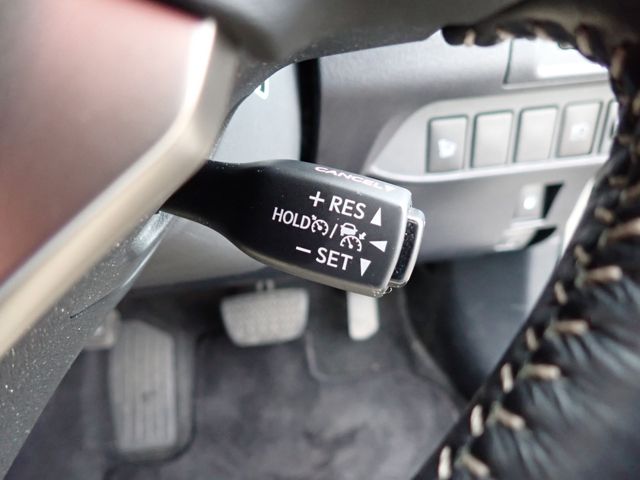 CANCEL
+ RES ▲
HOLD / ◀
− SET ▼